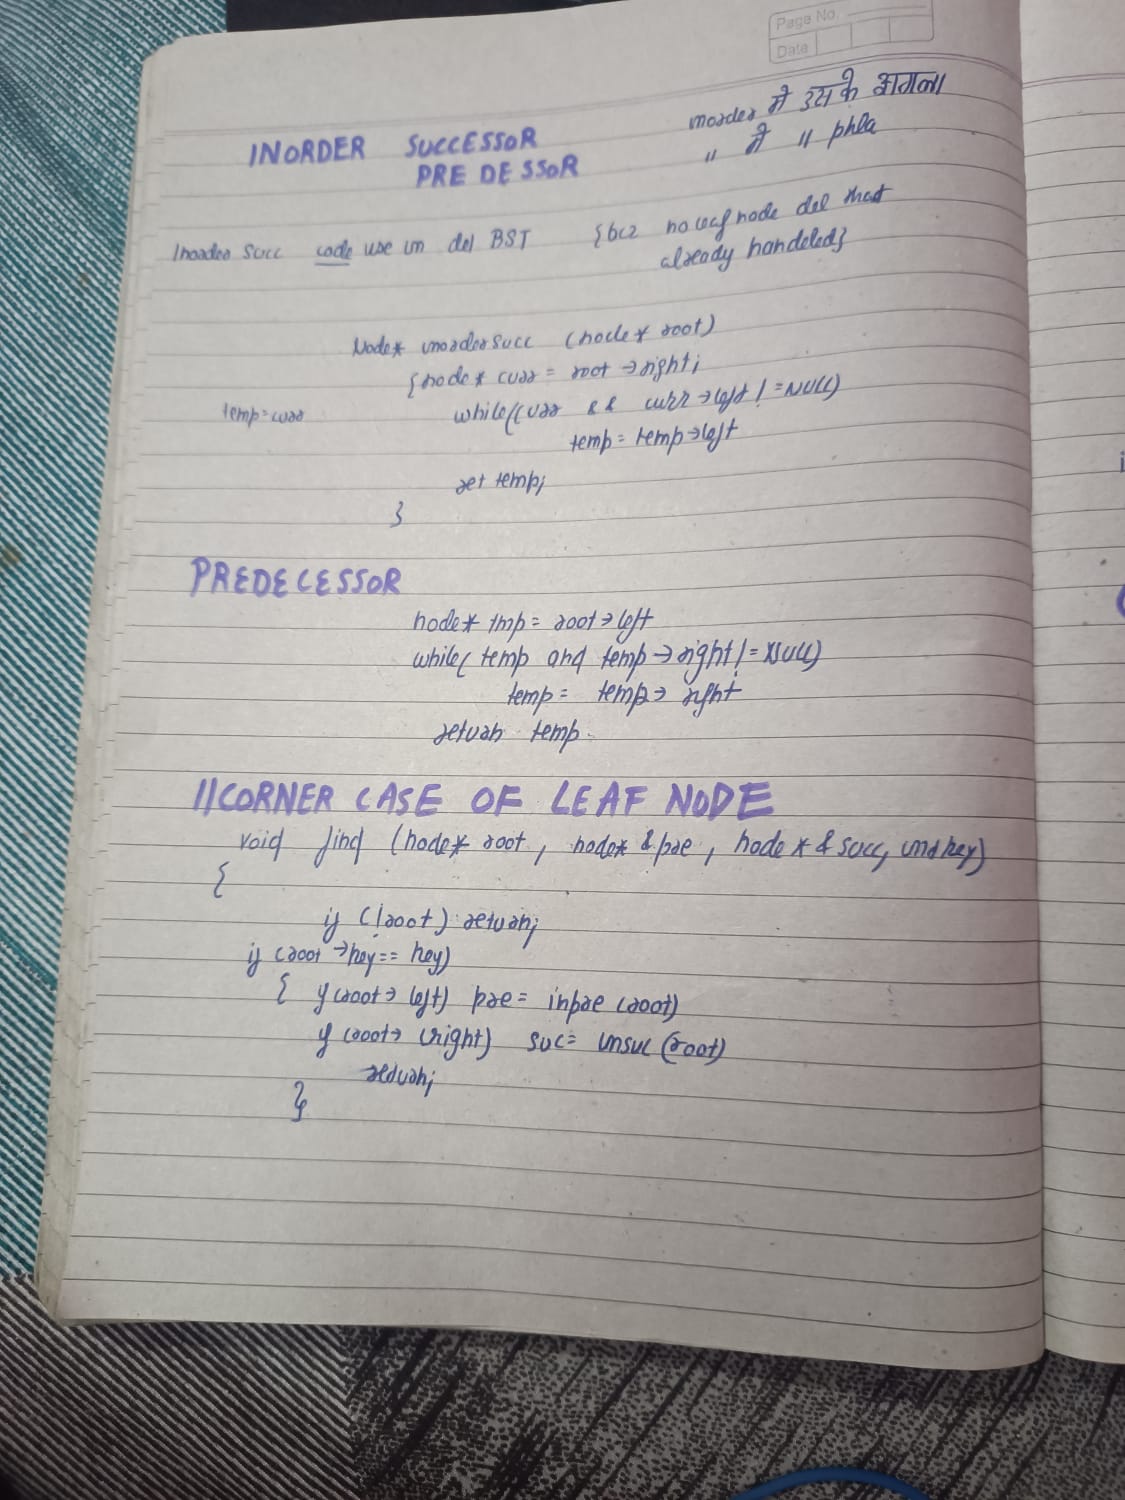 Page No.
Date
INORDER SUCCESSOR
PREDESSOR
inorder में उसके अगला
" में " phla
Inorder Succ code use in del BST {bcz no leaf node del that
already handeled}
Node* inorderSucc (node* root)
{node* curr = root → right;
temp = curr
while(curr && curr → left != NULL)
temp = temp → left
ret temp;
}
PREDECESSOR
node* tmp = root → left
while( temp and temp → right != NULL)
temp = temp → right
return temp.
//CORNER CASE OF LEAF NODE
void find (node* root, node* &pre, node* & succ, int key)
{
if (!root) return;
if (root → key == key)
{ if (root → left) pre = inpre (root)
if (root → right) suc = insuc (root)
return;
}